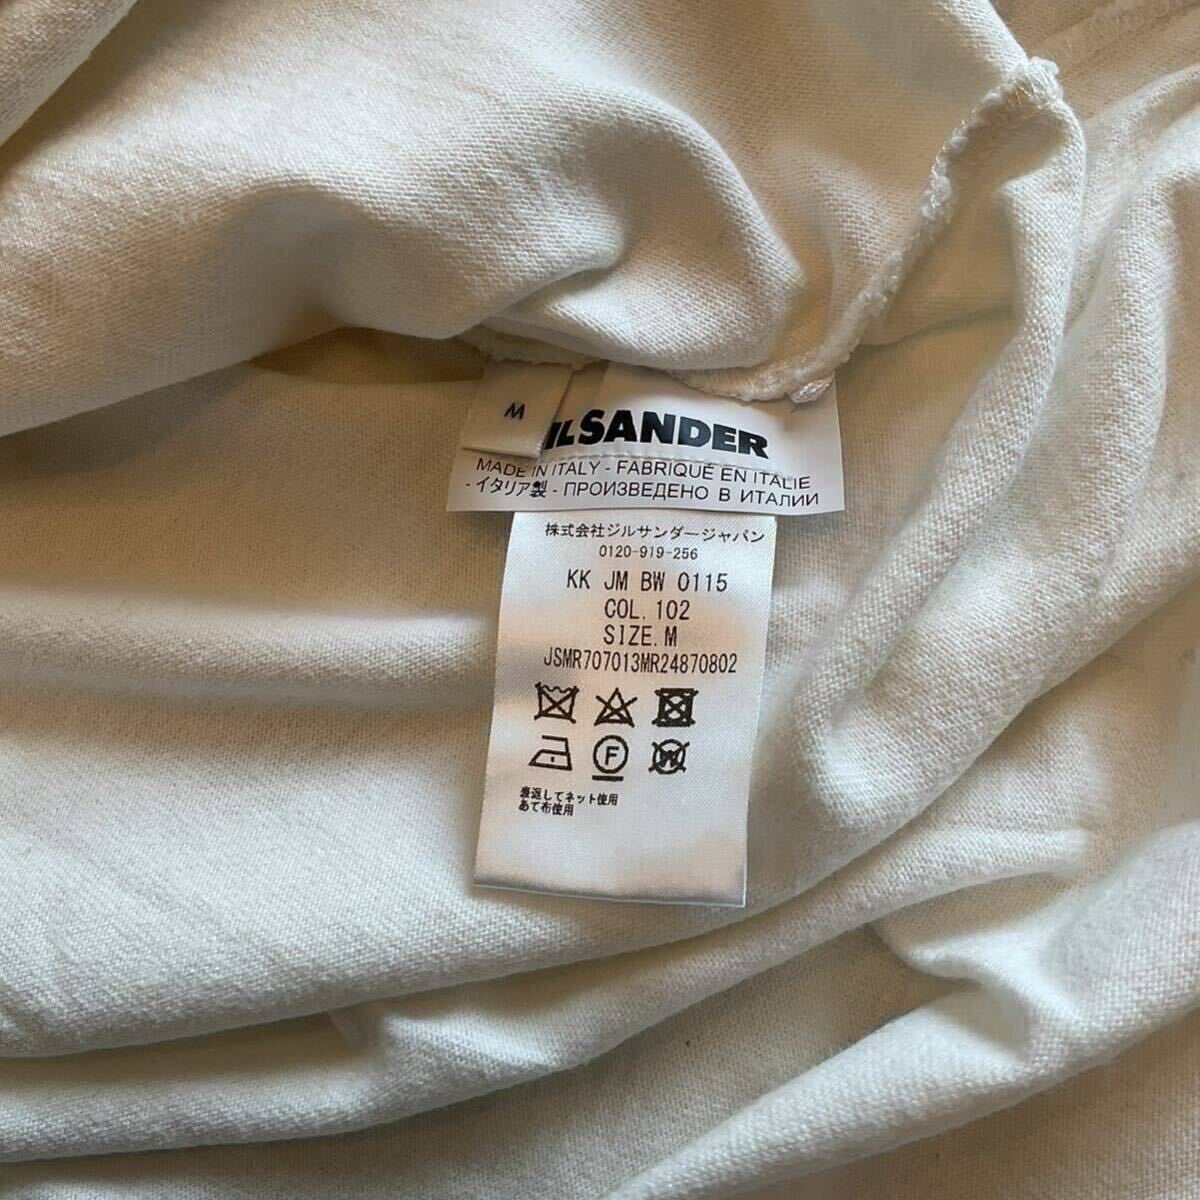 M
IL SANDER
MADE IN ITALY - FABRIQUÉ EN ITALIE
- イタリア製 - ПРОИЗВЕДЕНО В ИТАЛИИ
株式会社ジルサンダージャパン
0120-919-256
KK JM BW 0115
COL. 102
SIZE. M
JSMR707013MR24870802
F
W
裏返してネット使用
あて布使用